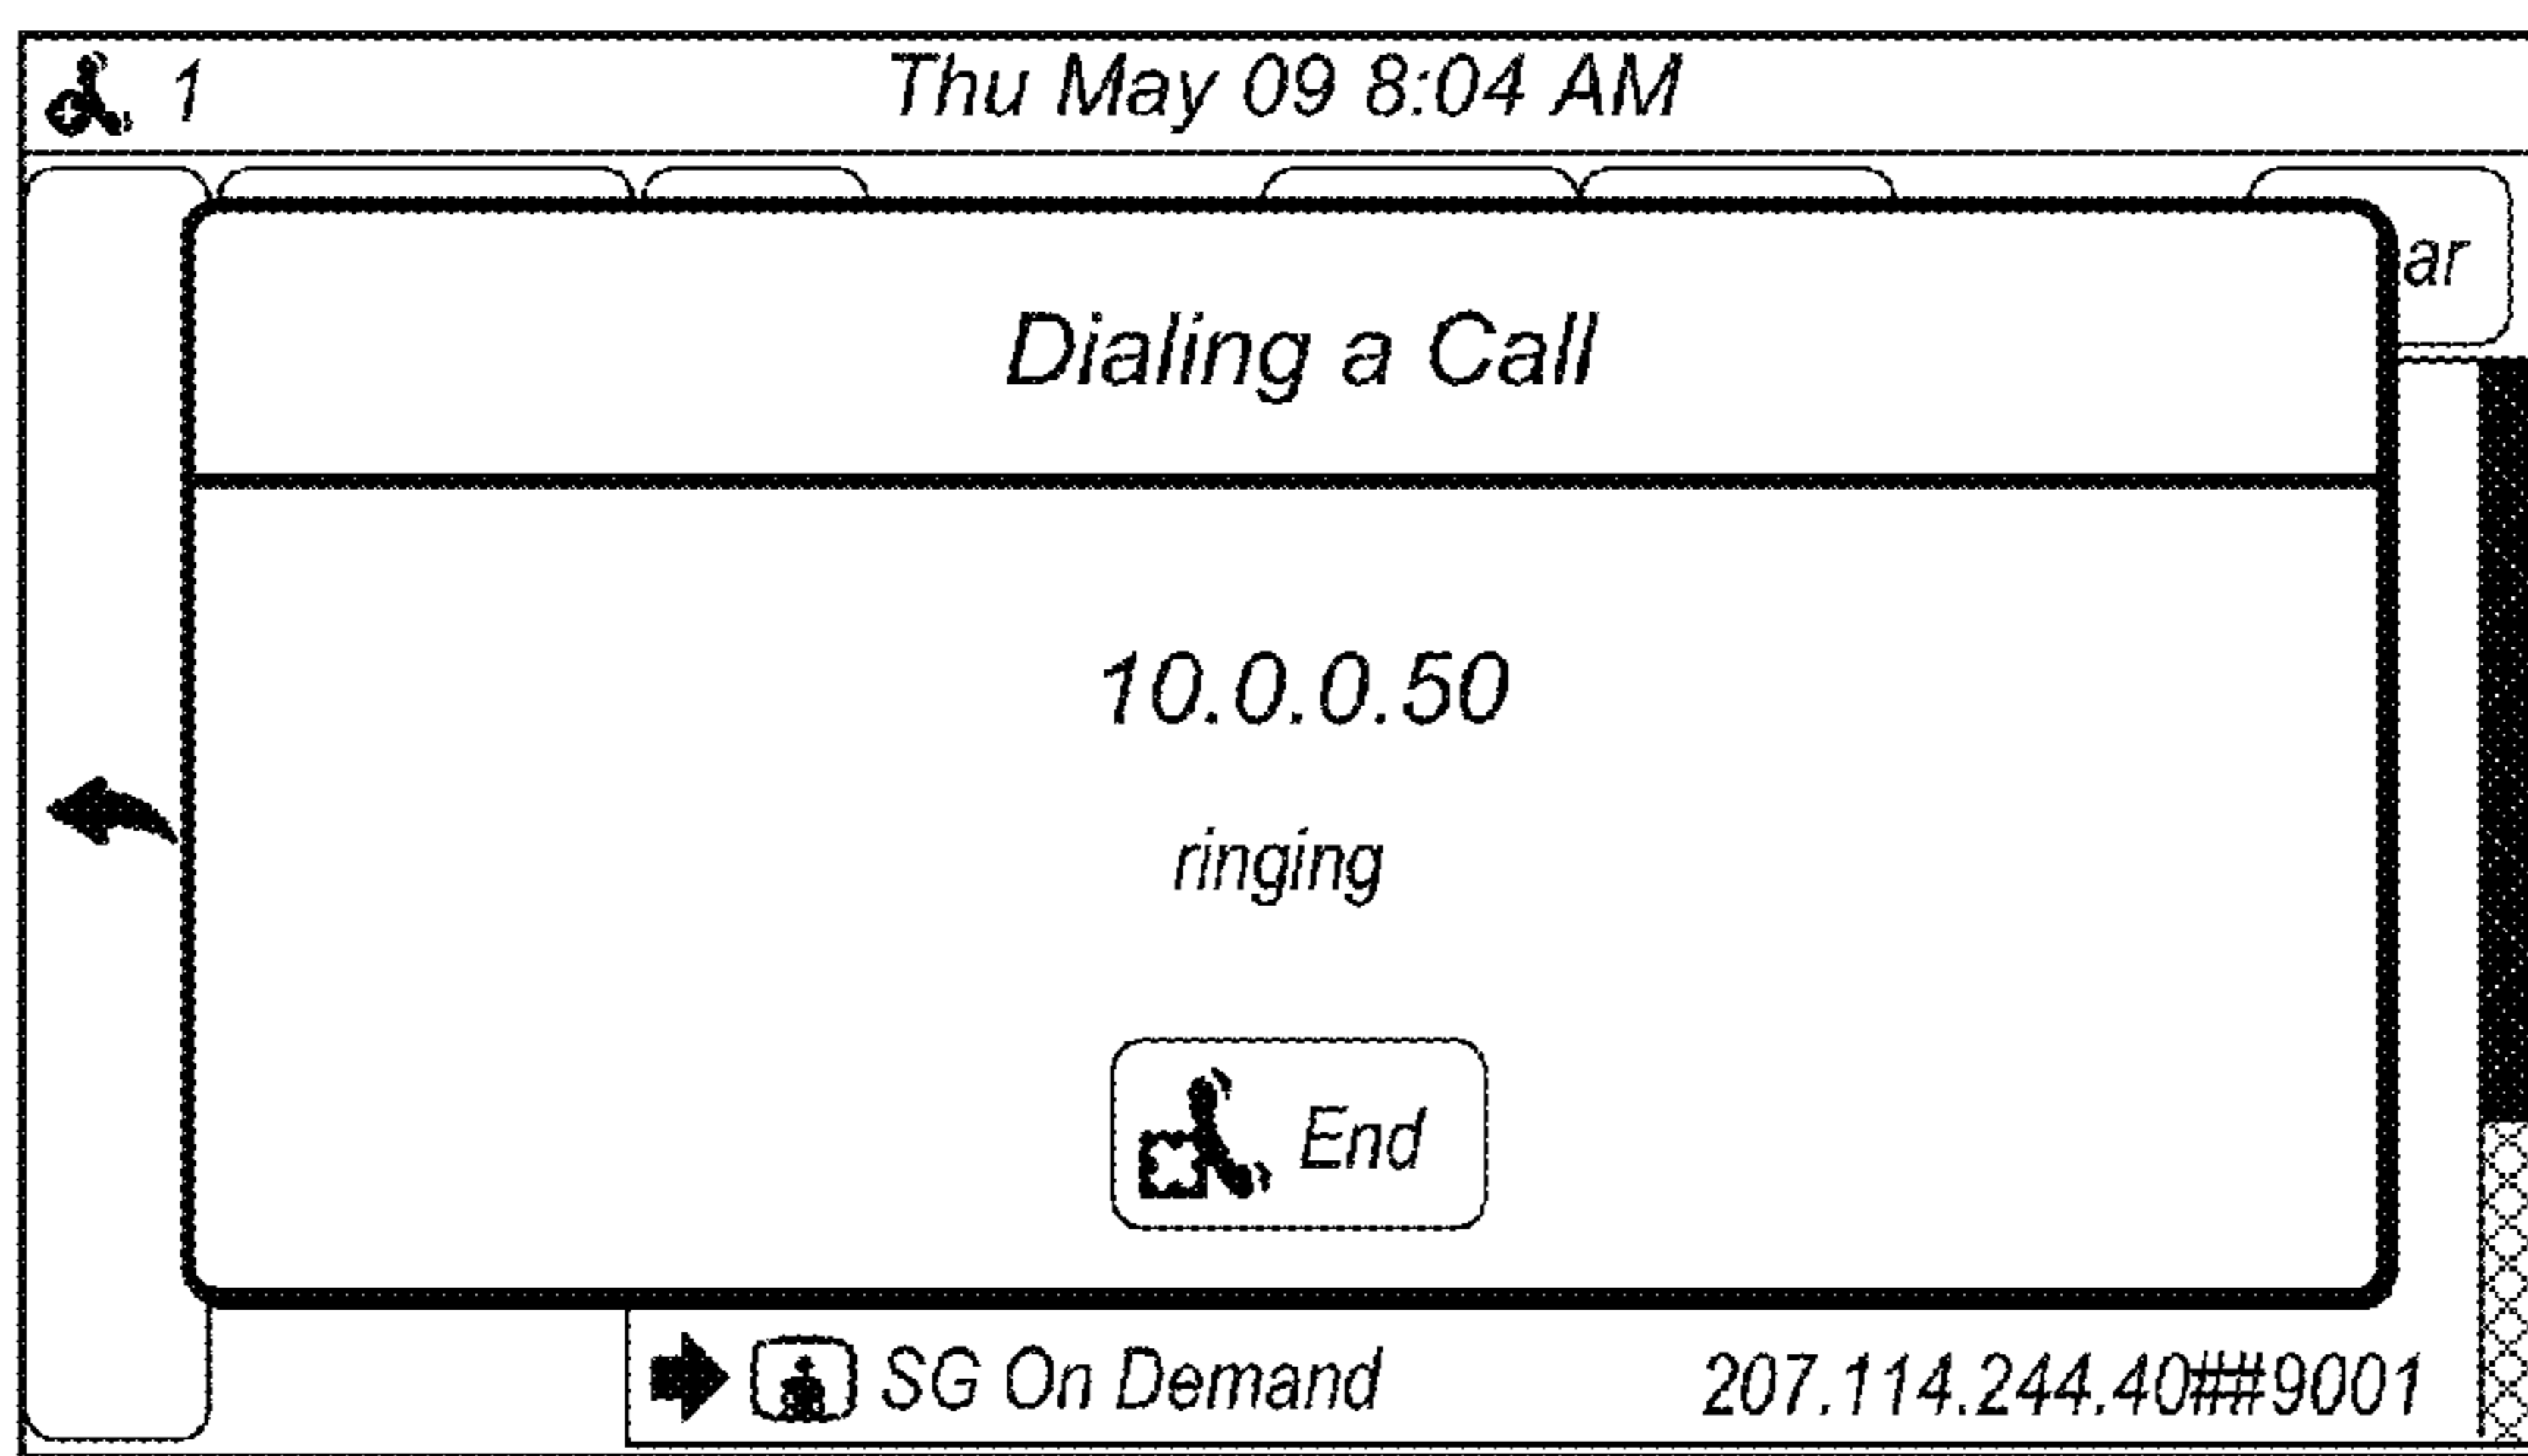 1 Thu May 09 8:04 AM
ar
Dialing a Call
10.0.0.50
ringing
End
SG On Demand 207.114.244.40##9001